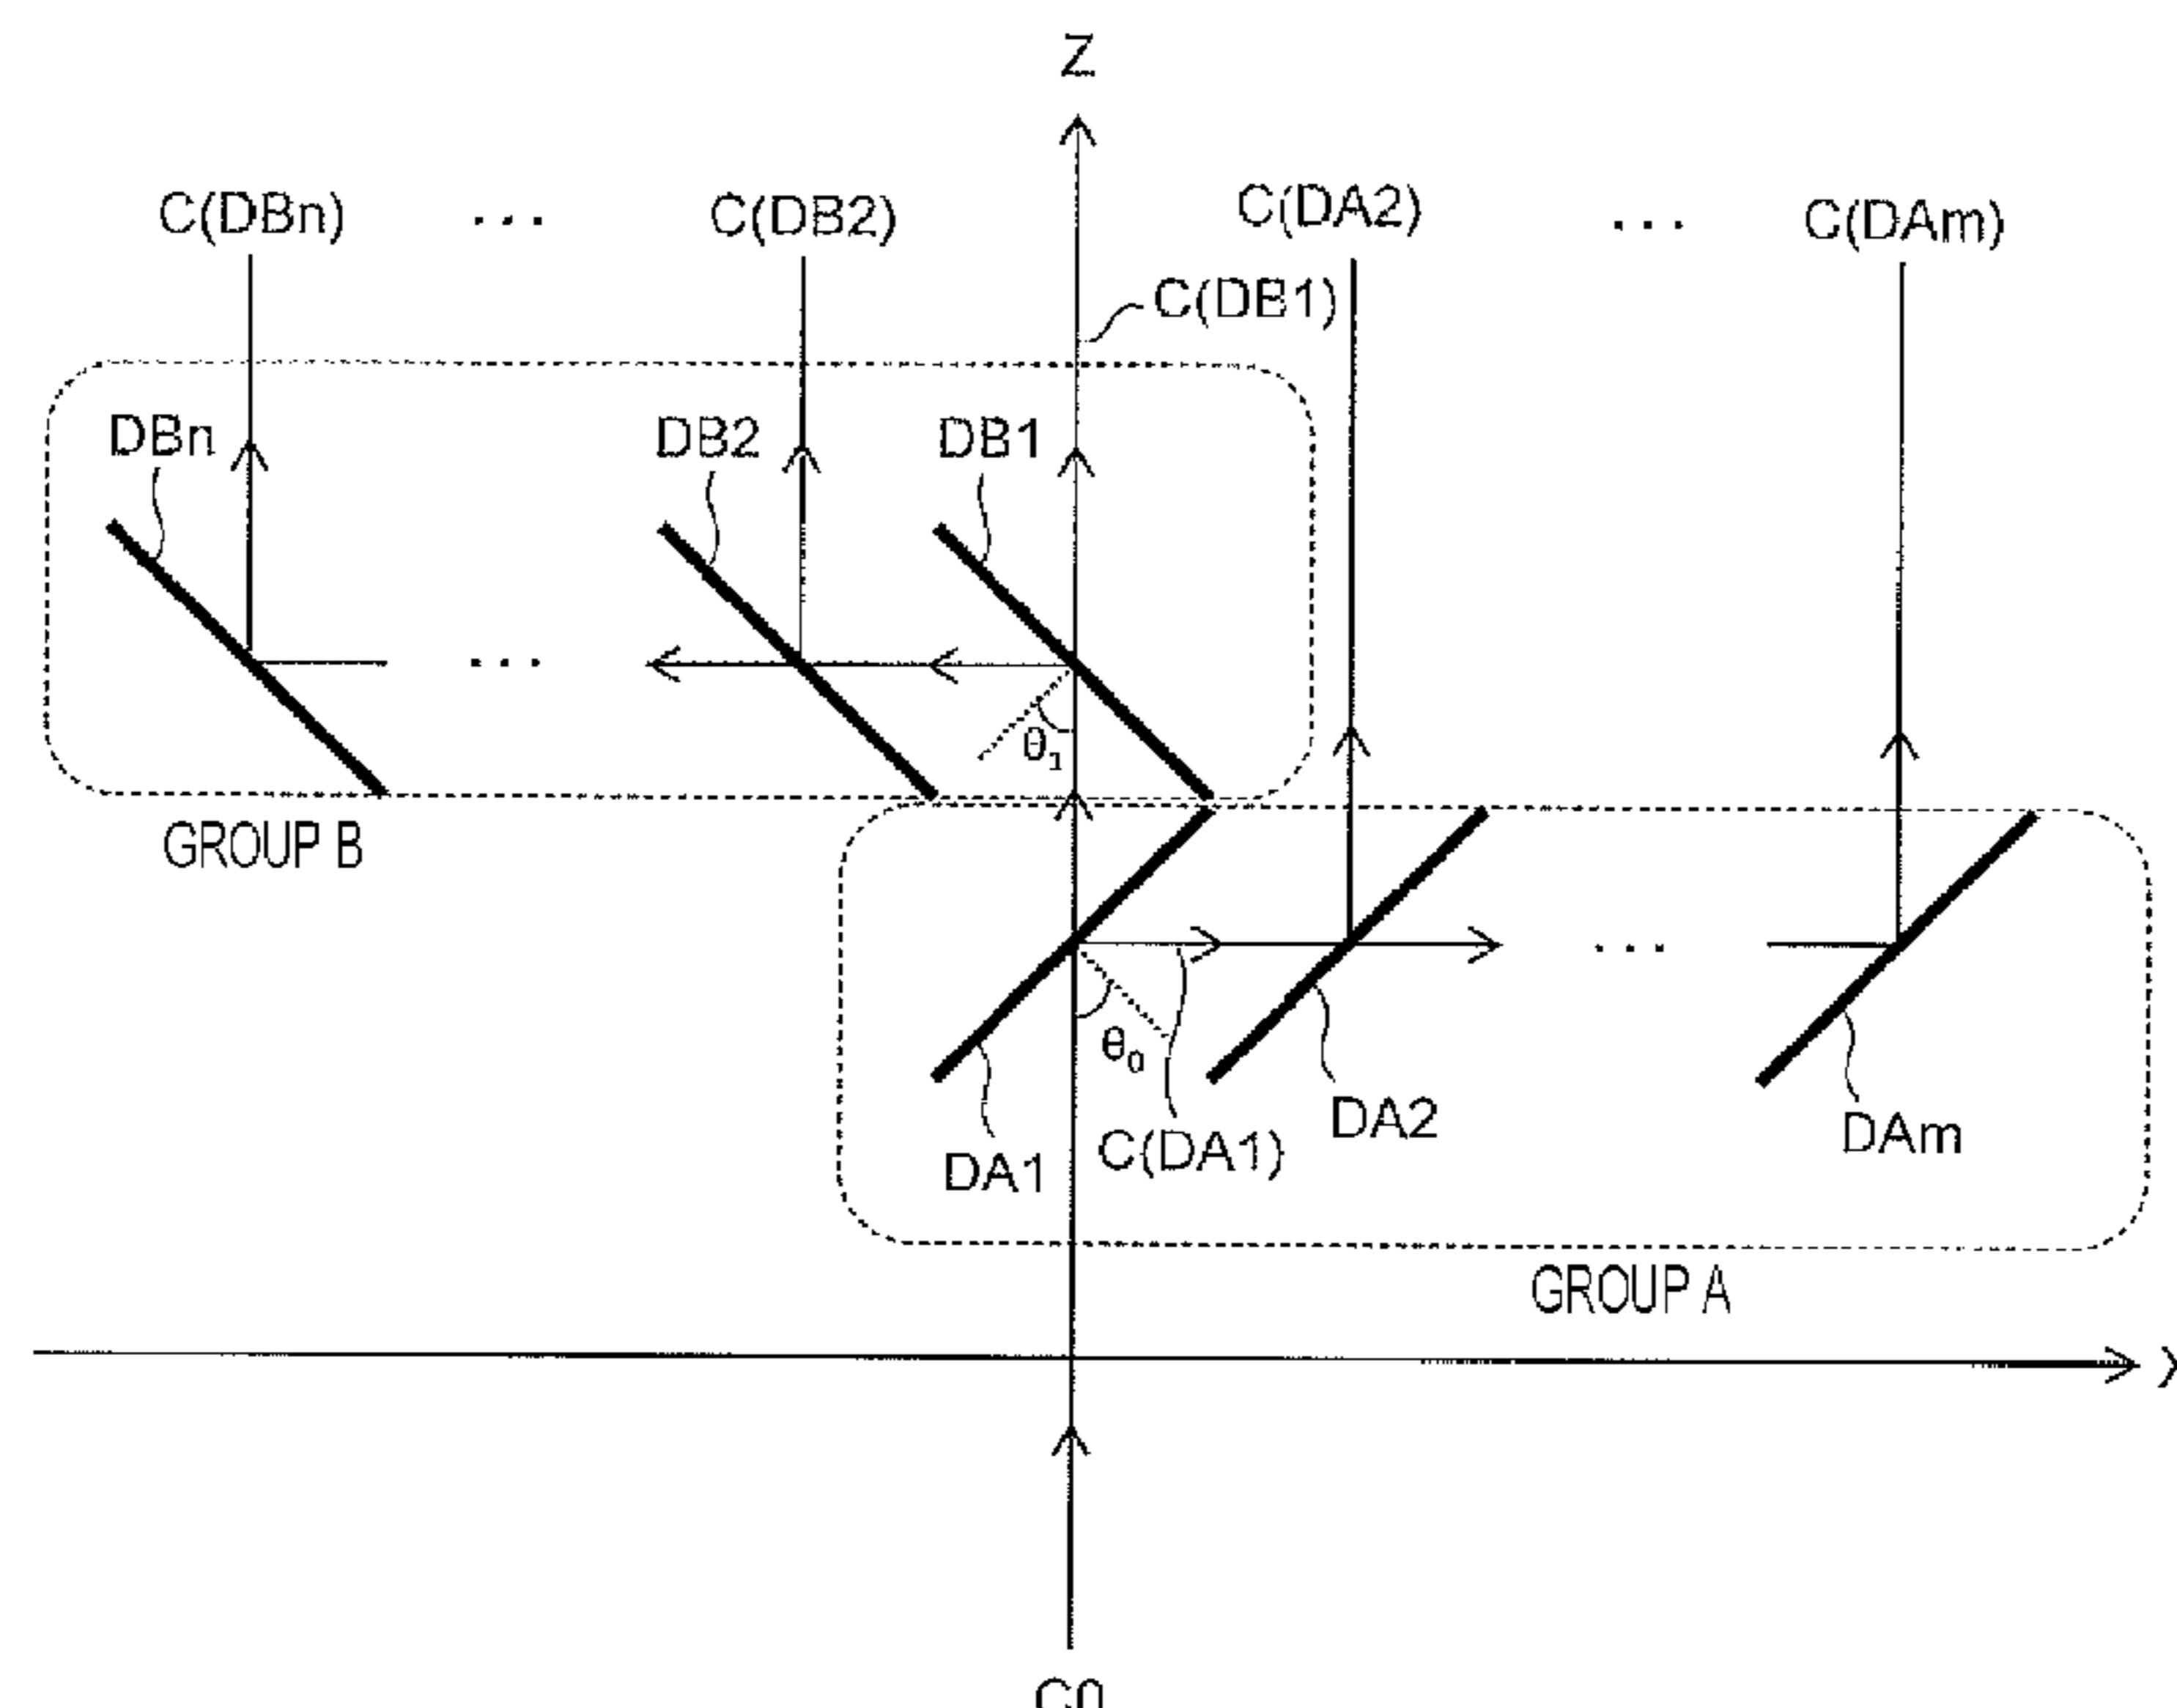 Z
C(DBn) ... C(DB2) C(DA2) ... C(DAm)
C(DB1)
DBn DB2 DB1
...
θ1
GROUP B
...
θ0
DA2
DAm
DA1 C(DA1)
GROUP A
C0